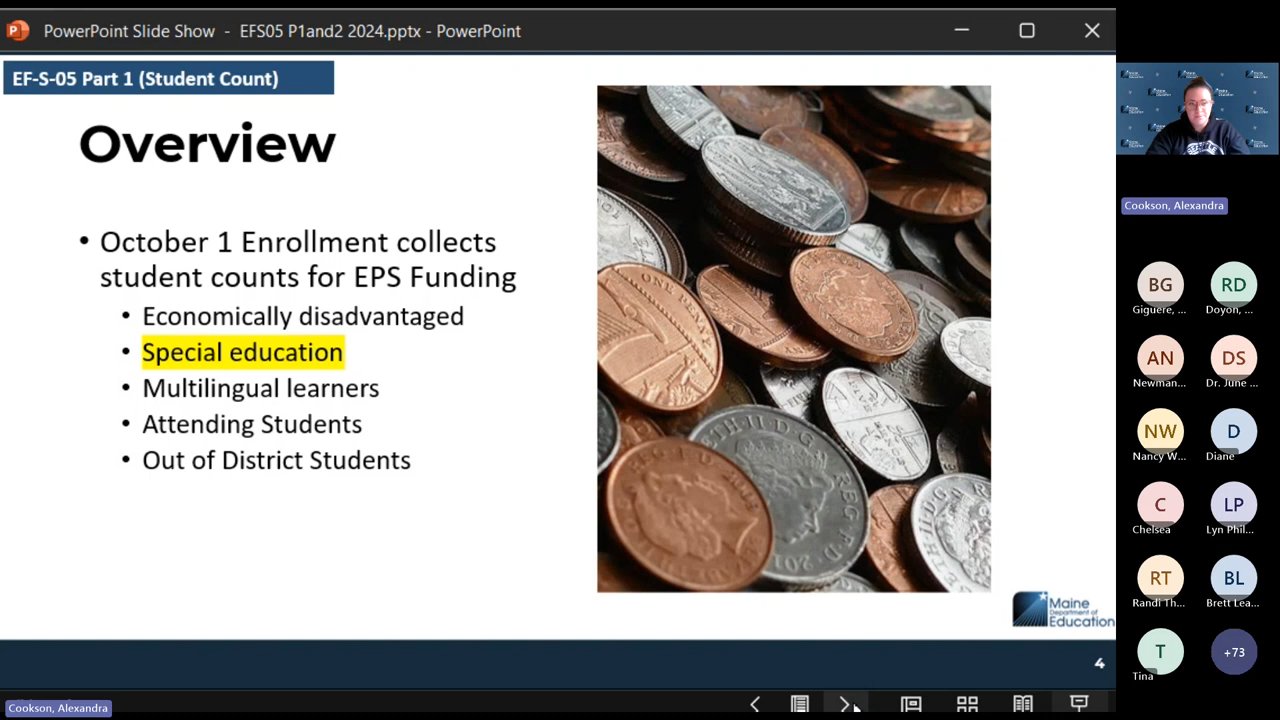 PowerPoint Slide Show - EFS05 P1and2 2024.pptx - PowerPoint
EF-S-05 Part 1 (Student Count)
Overview
• October 1 Enrollment collects
student counts for EPS Funding
• Economically disadvantaged
• Special education
• Multilingual learners
• Attending Students
• Out of District Students
ONE PENNY
Maine
Department of
Education
4
Cookson, Alexandra
Cookson, Alexandra
BG
RD
Giguere, ...
Doyon, ...
AN
DS
Newman...
Dr. June ...
NW
D
Nancy W...
Diane
C
LP
Chelsea
Lyn Phil...
RT
BL
Randi Th...
Brett Lea...
T
+73
Tina